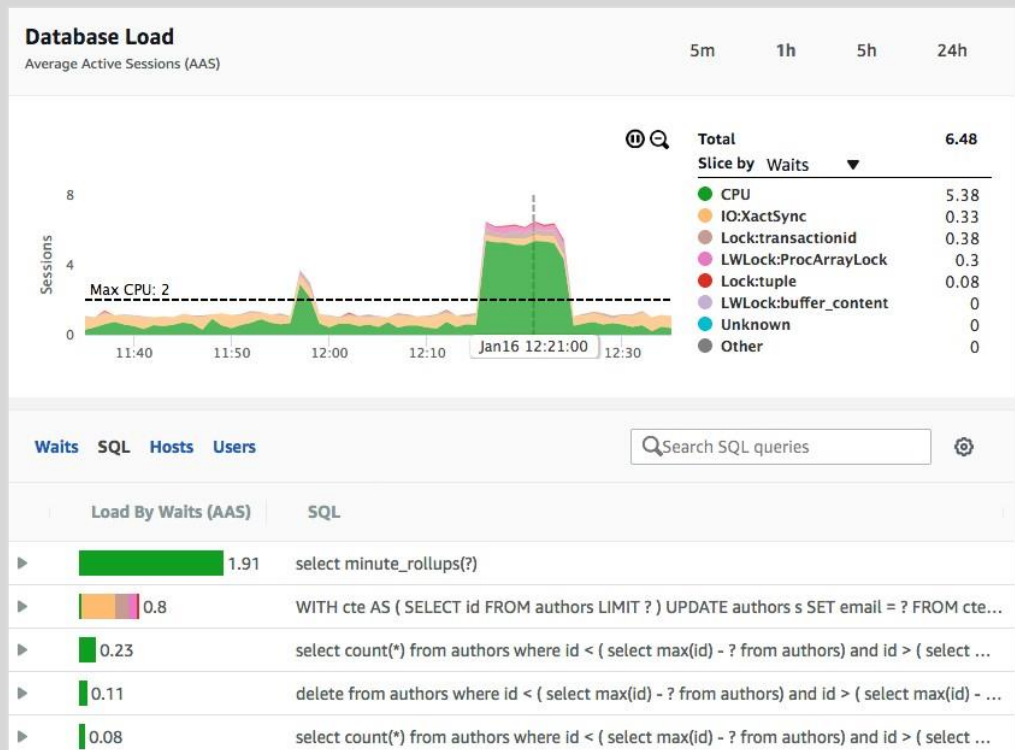 Database Load
Average Active Sessions (AAS)
5m 1h 5h 24h
Total 6.48
Slice by Waits
CPU 5.38
IO:XactSync 0.33
Lock:transactionid 0.38
LWLock:ProcArrayLock 0.3
Lock:tuple 0.08
LWLock:buffer_content 0
Unknown 0
Other 0
Sessions
8
4
0
Max CPU: 2
11:40 11:50 12:00 12:10 Jan16 12:21:00 12:30
Waits SQL Hosts Users
Search SQL queries
Load By Waits (AAS) SQL
1.91 select minute_rollups(?)
0.8 WITH cte AS ( SELECT id FROM authors LIMIT ? ) UPDATE authors s SET email = ? FROM cte...
0.23 select count(*) from authors where id < ( select max(id) - ? from authors) and id > ( select ...
0.11 delete from authors where id < ( select max(id) - ? from authors) and id > ( select max(id) - ...
0.08 select count(*) from authors where id < ( select max(id) - ? from authors) and id > ( select ...